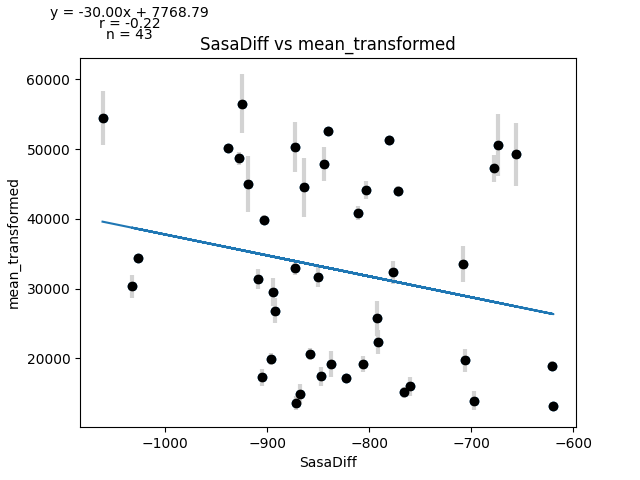 y = -30.00x + 7768.79
r = -0.22
n = 43
SasaDiff vs mean_transformed
60000
50000
40000
30000
20000
mean_transformed
−1000
−900
−800
−700
−600
SasaDiff